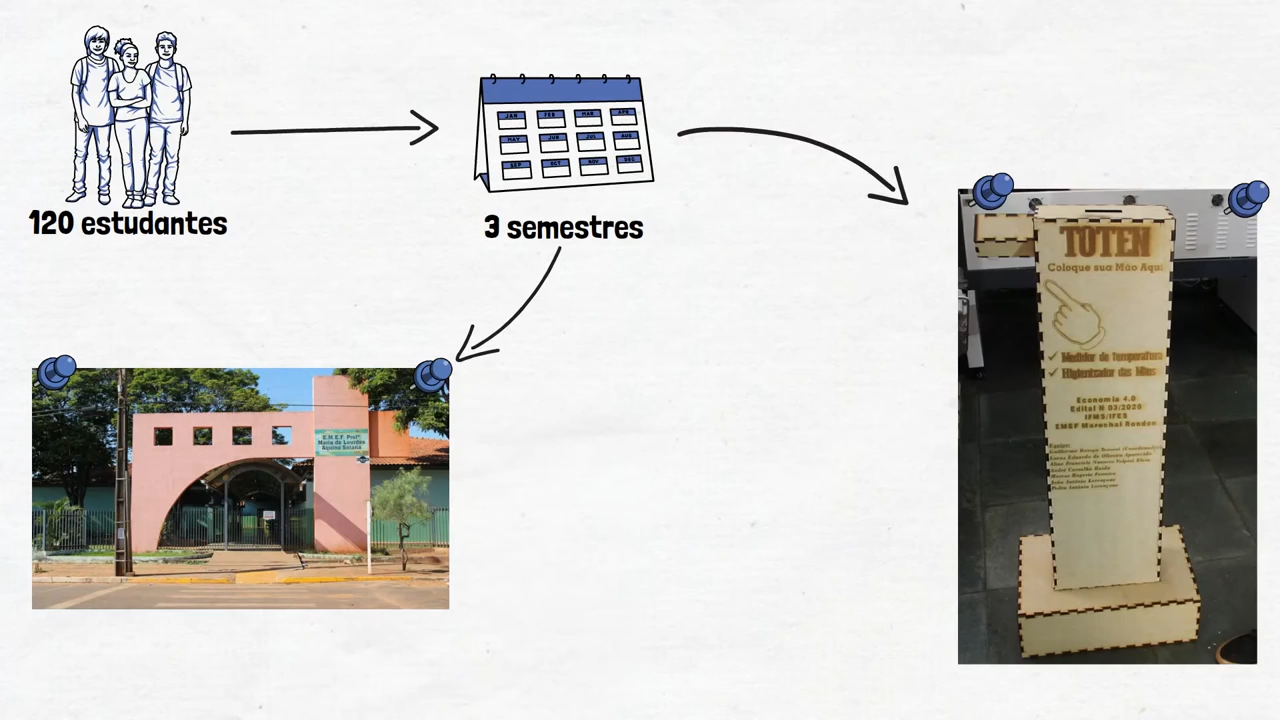 120 estudantes
JAN FEB MAR APR
MAY JUN JUL AUG
SEP OCT NOV DEC
3 semestres
E.M.E.F. Profª
Maria de Lourdes
Aquino Sotana
TOTEN
Coloque sua Mão Aqui
✓ Medidor de temperatura
✓ Higienizador das Mãos
Economia 4.0
Edital N 03/2020
IFMS/IFES
EMEF Marechal Rondon